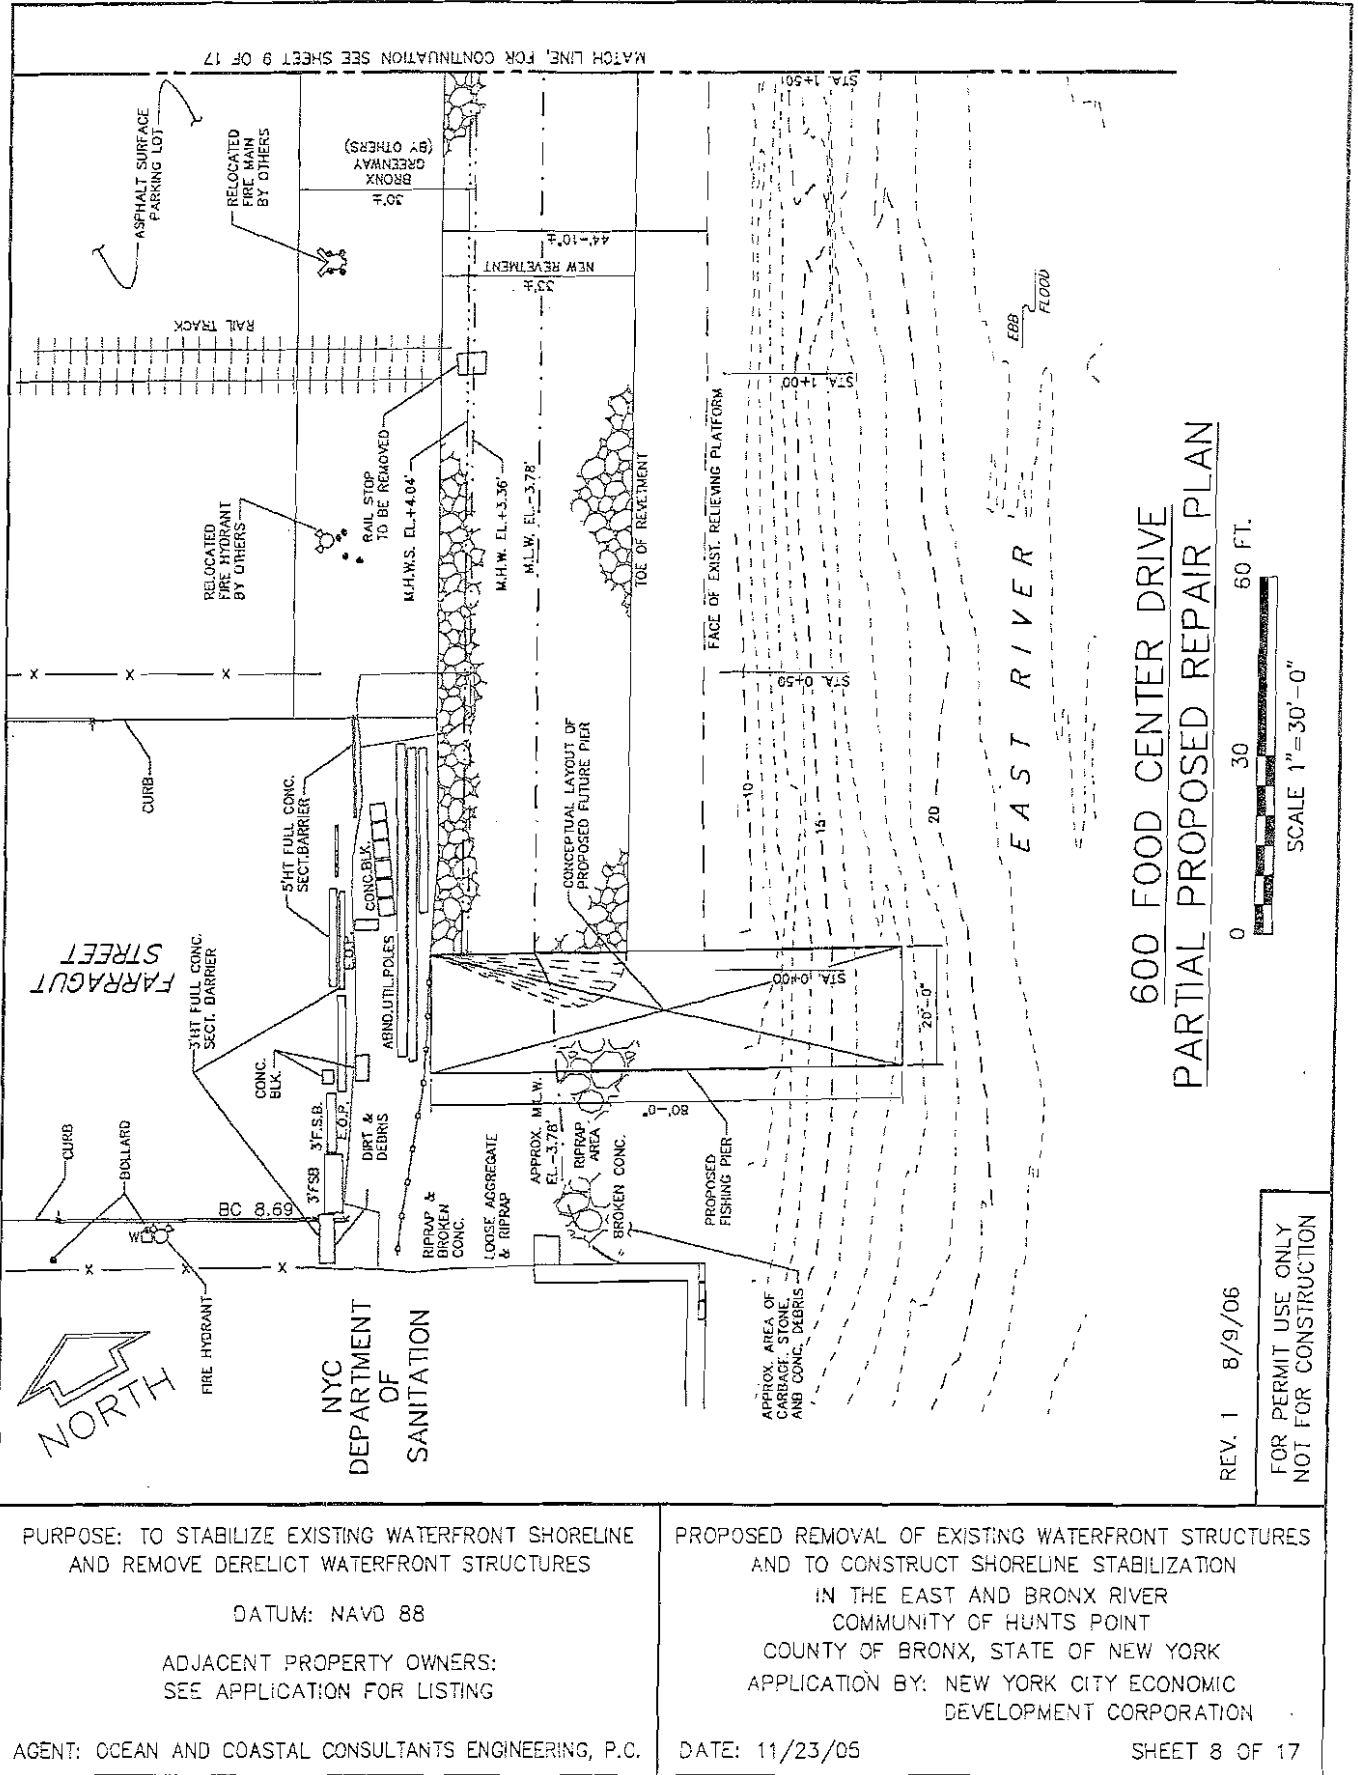 MATCH LINE, FOR CONTINUATION SEE SHEET 9 OF 17
ASPHALT SURFACE
PARKING LOT
RELOCATED
FIRE MAIN
BY OTHERS
30'±
BRONX
GREENWAY
(BY OTHERS)
44'-10"±
33'±
NEW REVETMENT
STA. 1+50
RAIL TRACK
RELOCATED
FIRE HYDRANT
BY OTHERS
RAIL STOP
TO BE REMOVED
M.H.W.S. EL.+4.04'
M.H.W. EL.+3.36'
M.L.W. EL.-3.78'
TOE OF REVETMENT
FACE OF EXIST. RELIEVING PLATFORM
STA. 1+00
EBB
FLOOD
X
X
X
CURB
5'HT FULL CONC.
SECT.BARRIER
CONC.BLK.
E.O.P.
ABND.UTIL.POLES
CONCEPTUAL LAYOUT OF
PROPOSED FUTURE PIER
STA. 0+50
10
15
20
EAST RIVER
FARRAGUT
STREET
3'HT FULL CONC.
SECT. BARRIER
CONC.
BLK.
3'F.S.B.
E.O.P.
3'FSB
DIRT &
DEBRIS
STA. 0+00
20'-0"
80'-0"
CURB
BOLLARD
BC 8.69
W
X
X
X
FIRE HYDRANT
RIPRAP &
BROKEN
CONC.
LOOSE AGGREGATE
& RIPRAP
APPROX. M.L.W.
EL.-3.78'
RIPRAP
AREA
BROKEN CONC.
PROPOSED
FISHING PIER
APPROX. AREA OF
GARBAGE, STONE,
AND CONC. DEBRIS
NORTH
NYC
DEPARTMENT
OF
SANITATION
600 FOOD CENTER DRIVE
PARTIAL PROPOSED REPAIR PLAN
0 30 60 FT.
SCALE 1"=30'-0"
REV. 1 8/9/06
FOR PERMIT USE ONLY
NOT FOR CONSTRUCTION
PURPOSE: TO STABILIZE EXISTING WATERFRONT SHORELINE
AND REMOVE DERELICT WATERFRONT STRUCTURES
DATUM: NAVD 88
ADJACENT PROPERTY OWNERS:
SEE APPLICATION FOR LISTING
AGENT: OCEAN AND COASTAL CONSULTANTS ENGINEERING, P.C.
PROPOSED REMOVAL OF EXISTING WATERFRONT STRUCTURES
AND TO CONSTRUCT SHORELINE STABILIZATION
IN THE EAST AND BRONX RIVER
COMMUNITY OF HUNTS POINT
COUNTY OF BRONX, STATE OF NEW YORK
APPLICATION BY: NEW YORK CITY ECONOMIC
DEVELOPMENT CORPORATION
DATE: 11/23/05
SHEET 8 OF 17